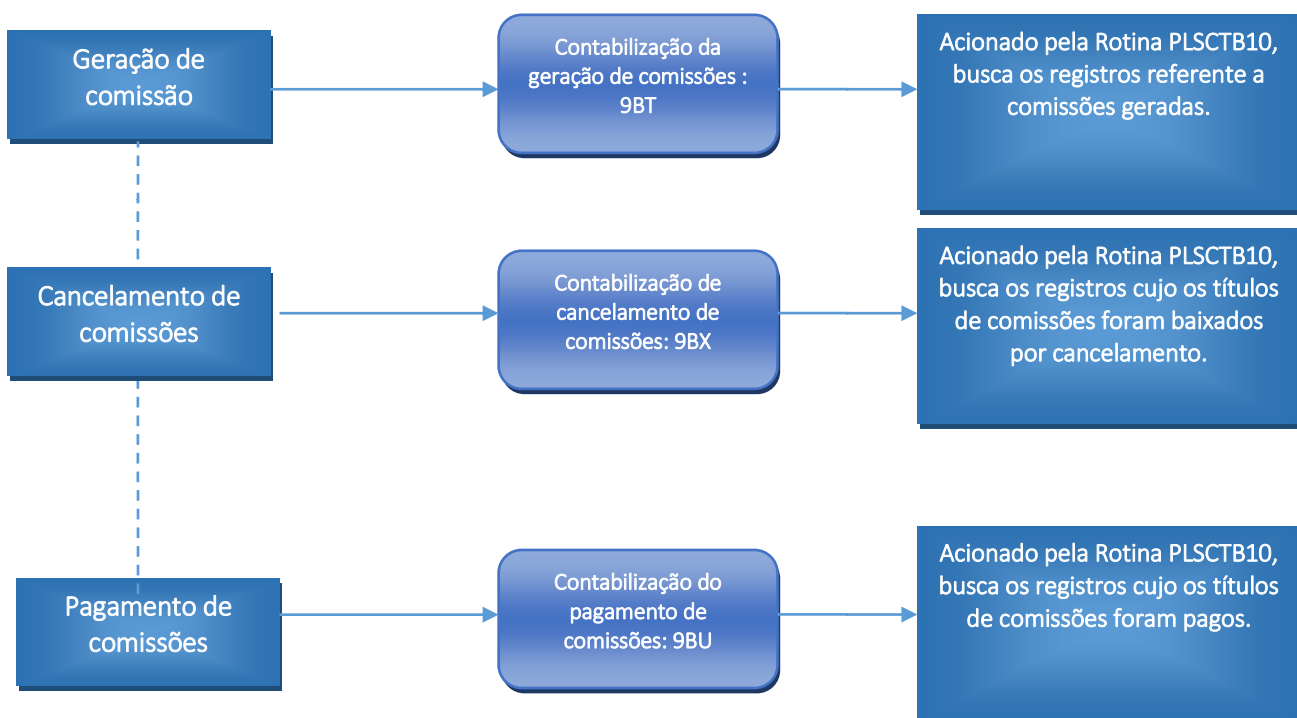 Geração de
comissão
Contabilização da
geração de comissões :
9BT
Acionado pela Rotina PLSCTB10,
busca os registros referente a
comissões geradas.
Cancelamento de
comissões
Contabilização de
cancelamento de
comissões: 9BX
Acionado pela Rotina PLSCTB10,
busca os registros cujo os títulos
de comissões foram baixados
por cancelamento.
Pagamento de
comissões
Contabilização do
pagamento de
comissões: 9BU
Acionado pela Rotina PLSCTB10,
busca os registros cujo os títulos
de comissões foram pagos.